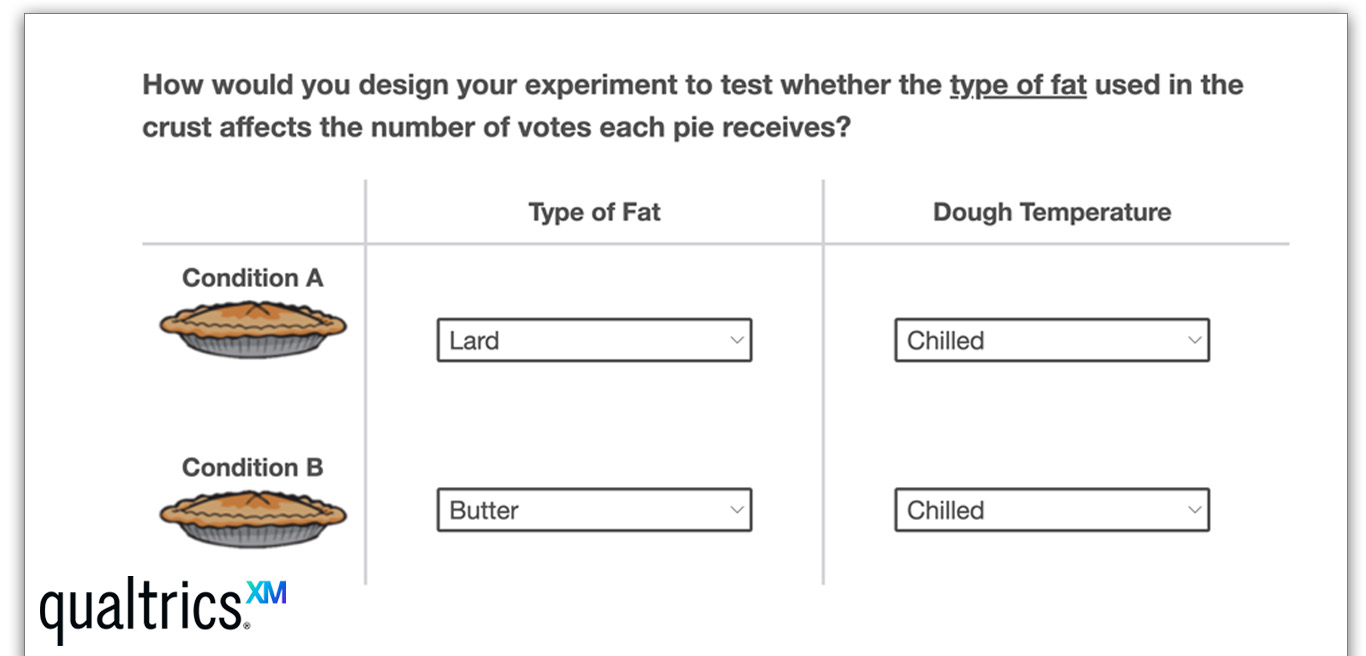 How would you design your experiment to test whether the type of fat used in the
crust affects the number of votes each pie receives?
Type of Fat
Dough Temperature
Condition A
Lard
Chilled
Condition B
Butter
Chilled
qualtrics.XM
®